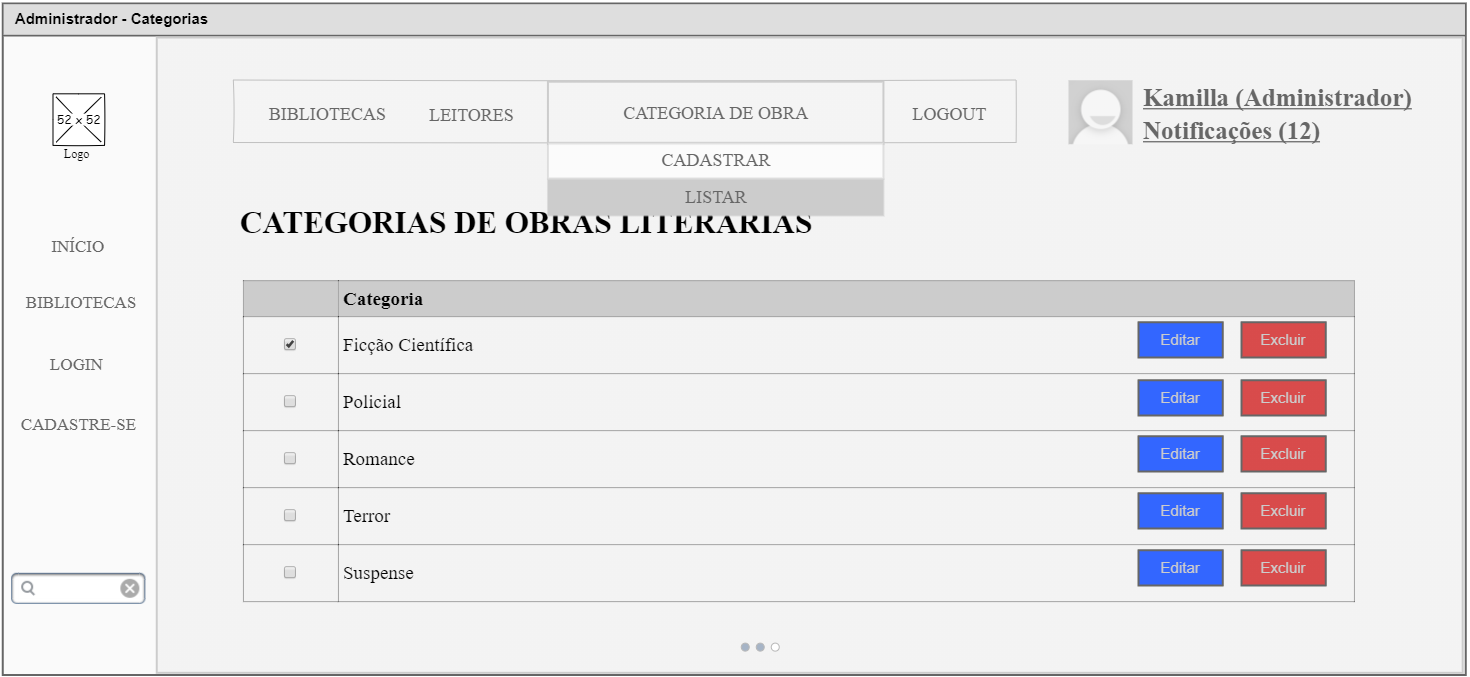 Administrador - Categorias
52 x 52
Logo
INÍCIO
BIBLIOTECAS
LOGIN
CADASTRE-SE
BIBLIOTECAS LEITORES CATEGORIA DE OBRA LOGOUT
CADASTRAR
LISTAR
Kamilla (Administrador)
Notificações (12)
CATEGORIAS DE OBRAS LITERÁRIAS
Categoria
Ficção Científica Editar Excluir
Policial Editar Excluir
Romance Editar Excluir
Terror Editar Excluir
Suspense Editar Excluir